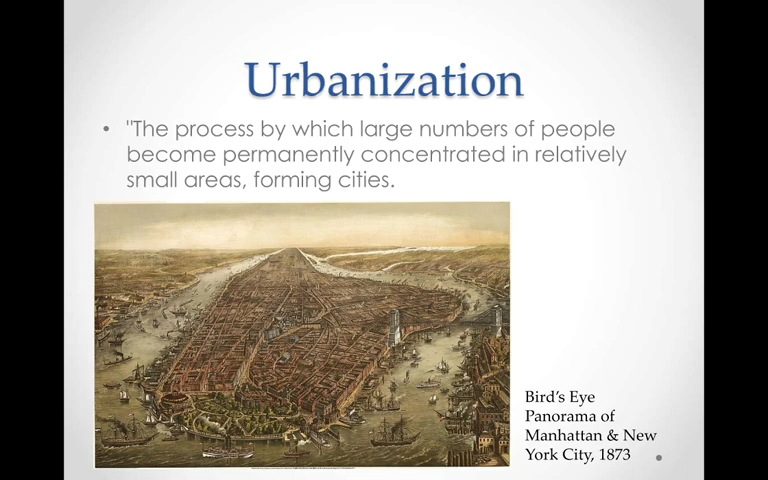 Urbanization
• "The process by which large numbers of people
become permanently concentrated in relatively
small areas, forming cities.
Bird's Eye
Panorama of
Manhattan & New
York City, 1873